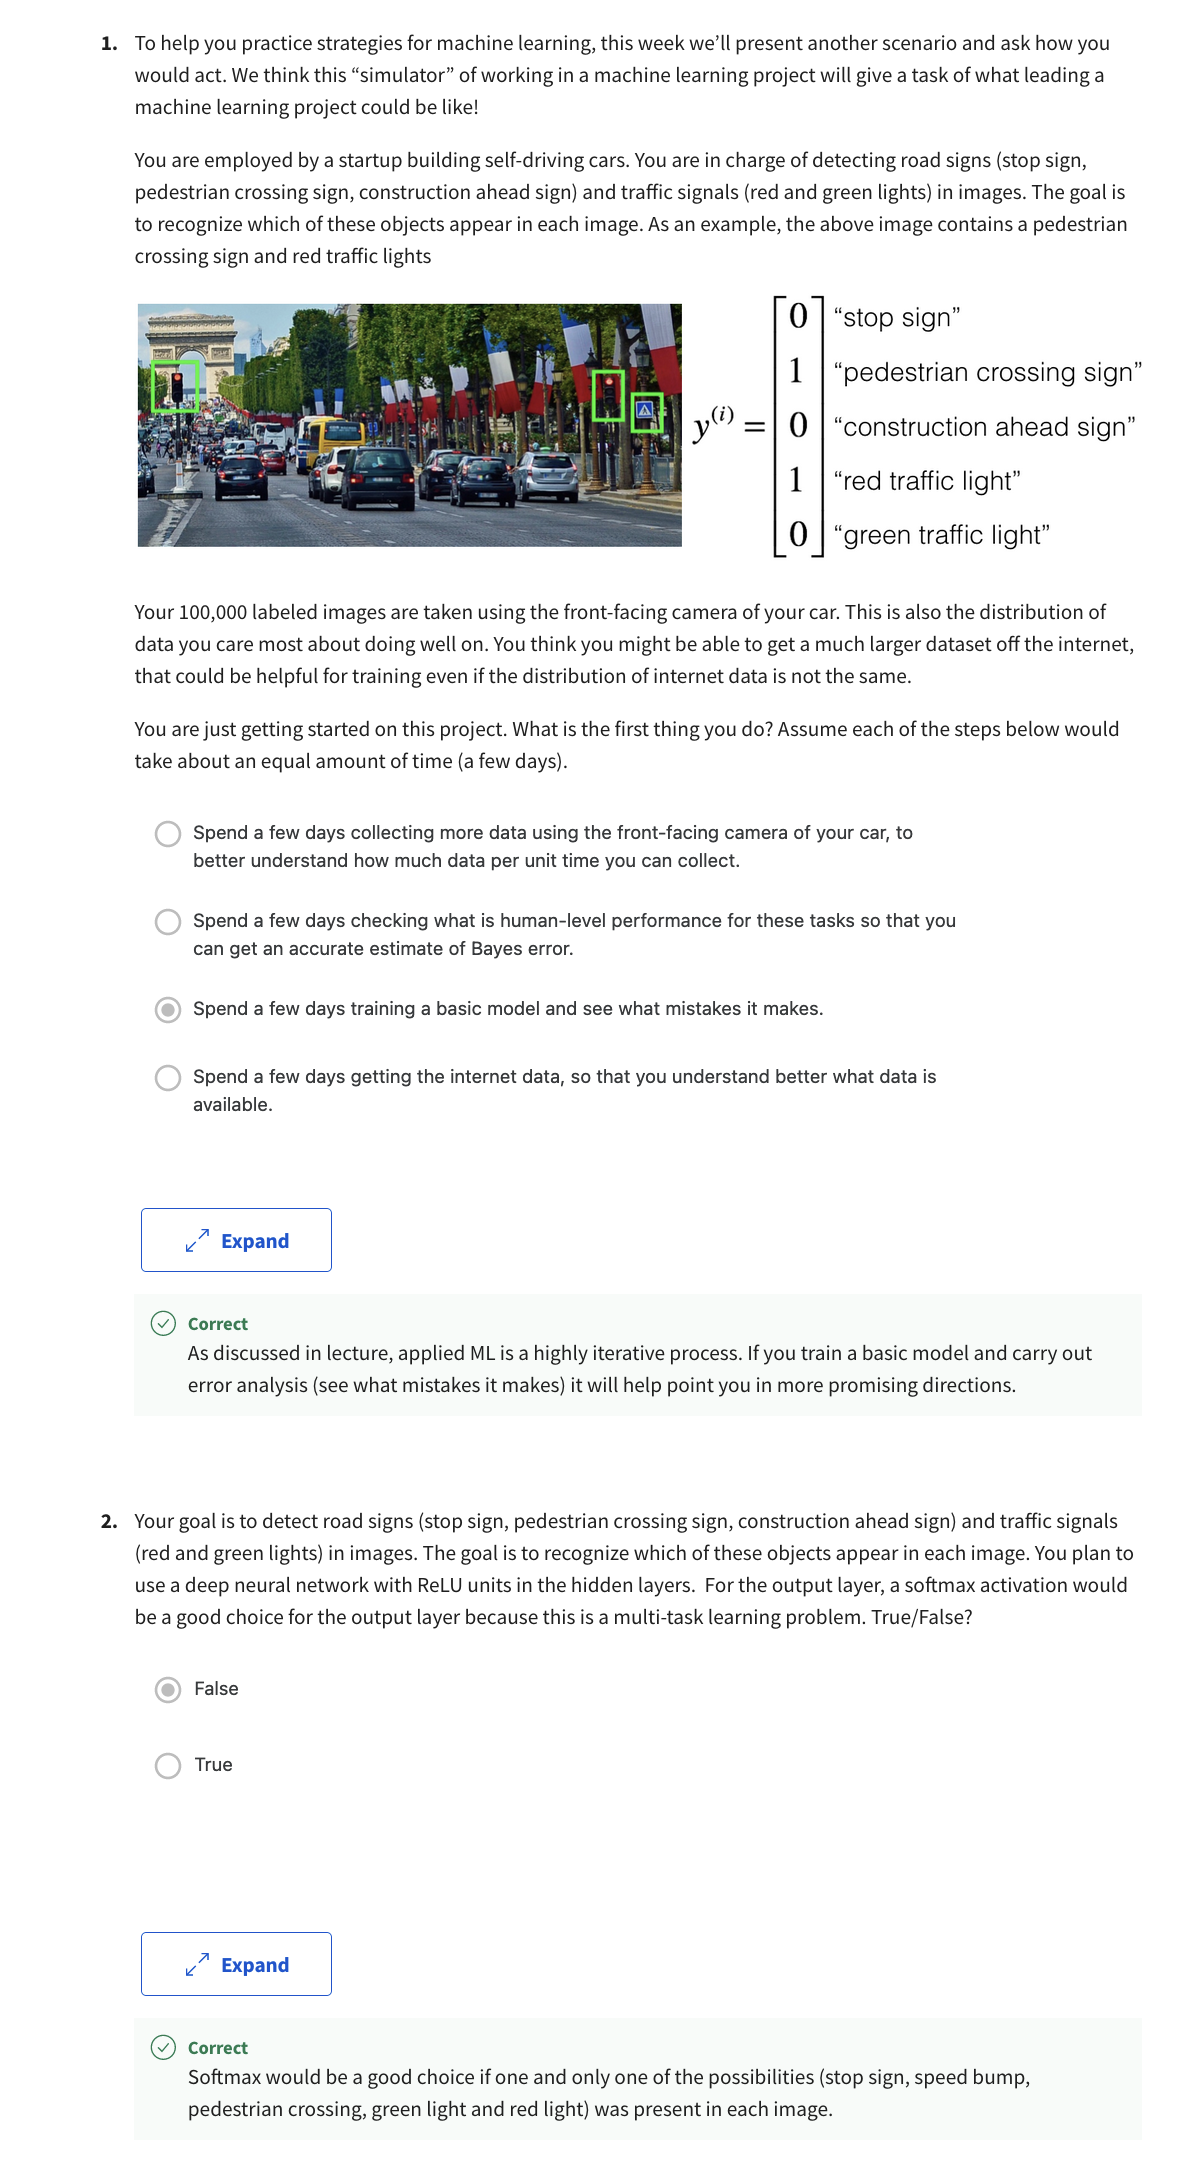 1. To help you practice strategies for machine learning, this week we’ll present another scenario and ask how you
would act. We think this “simulator” of working in a machine learning project will give a task of what leading a
machine learning project could be like!
You are employed by a startup building self-driving cars. You are in charge of detecting road signs (stop sign,
pedestrian crossing sign, construction ahead sign) and traffic signals (red and green lights) in images. The goal is
to recognize which of these objects appear in each image. As an example, the above image contains a pedestrian
crossing sign and red traffic lights
y(i) =
0 “stop sign”
1 “pedestrian crossing sign”
0 “construction ahead sign”
1 “red traffic light”
0 “green traffic light”
Your 100,000 labeled images are taken using the front-facing camera of your car. This is also the distribution of
data you care most about doing well on. You think you might be able to get a much larger dataset off the internet,
that could be helpful for training even if the distribution of internet data is not the same.
You are just getting started on this project. What is the first thing you do? Assume each of the steps below would
take about an equal amount of time (a few days).
Spend a few days collecting more data using the front-facing camera of your car, to
better understand how much data per unit time you can collect.
Spend a few days checking what is human-level performance for these tasks so that you
can get an accurate estimate of Bayes error.
Spend a few days training a basic model and see what mistakes it makes.
Spend a few days getting the internet data, so that you understand better what data is
available.
Expand
Correct
As discussed in lecture, applied ML is a highly iterative process. If you train a basic model and carry out
error analysis (see what mistakes it makes) it will help point you in more promising directions.
2. Your goal is to detect road signs (stop sign, pedestrian crossing sign, construction ahead sign) and traffic signals
(red and green lights) in images. The goal is to recognize which of these objects appear in each image. You plan to
use a deep neural network with ReLU units in the hidden layers.  For the output layer, a softmax activation would
be a good choice for the output layer because this is a multi-task learning problem. True/False?
False
True
Expand
Correct
Softmax would be a good choice if one and only one of the possibilities (stop sign, speed bump,
pedestrian crossing, green light and red light) was present in each image.